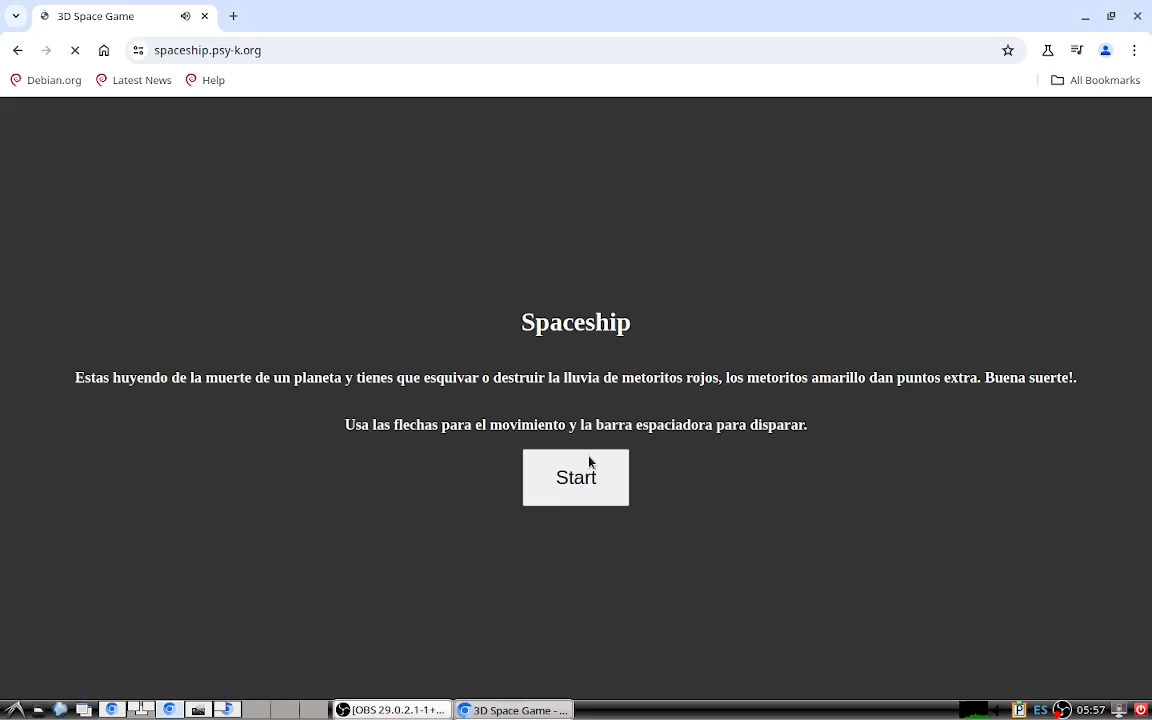 3D Space Game
spaceship.psy-k.org
Debian.org
Latest News
Help
All Bookmarks
Spaceship
Estas huyendo de la muerte de un planeta y tienes que esquivar o destruir la lluvia de metoritos rojos, los metoritos amarillo dan puntos extra. Buena suerte!.
Usa las flechas para el movimiento y la barra espaciadora para disparar.
Start
[OBS 29.0.2.1-1+...
3D Space Game - ...
ES
05:57